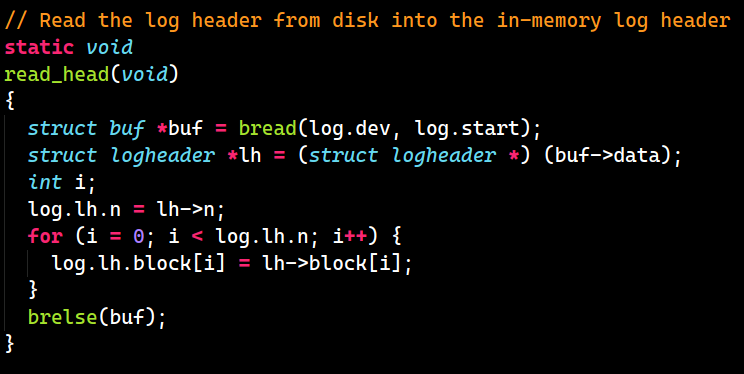 // Read the log header from disk into the in-memory log header
static void
read_head(void)
{
  struct buf *buf = bread(log.dev, log.start);
  struct logheader *lh = (struct logheader *) (buf->data);
  int i;
  log.lh.n = lh->n;
  for (i = 0; i < log.lh.n; i++) {
    log.lh.block[i] = lh->block[i];
  }
  brelse(buf);
}